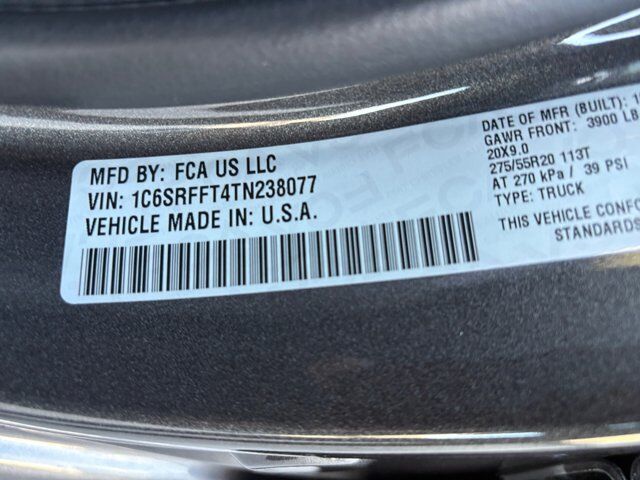 MFD BY: FCA US LLC
VIN: 1C6SRFFT4TN238077
VEHICLE MADE IN: U.S.A.
DATE OF MFR (BUILT):
GAWR FRONT: 3900 LB
20X9.0
275/55R20 113T
AT 270 kPa / 39 PSI
TYPE: TRUCK
THIS VEHICLE
STANDARDS